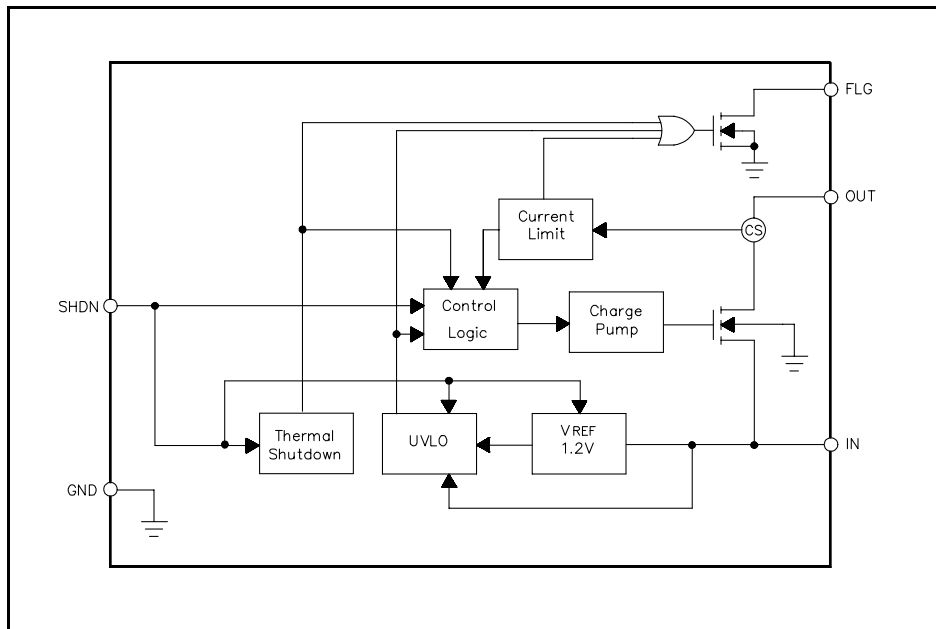 FLG
OUT
Current
Limit
CS
SHDN
Control
Logic
Charge
Pump
Thermal
Shutdown
UVLO
VREF
1.2V
IN
GND